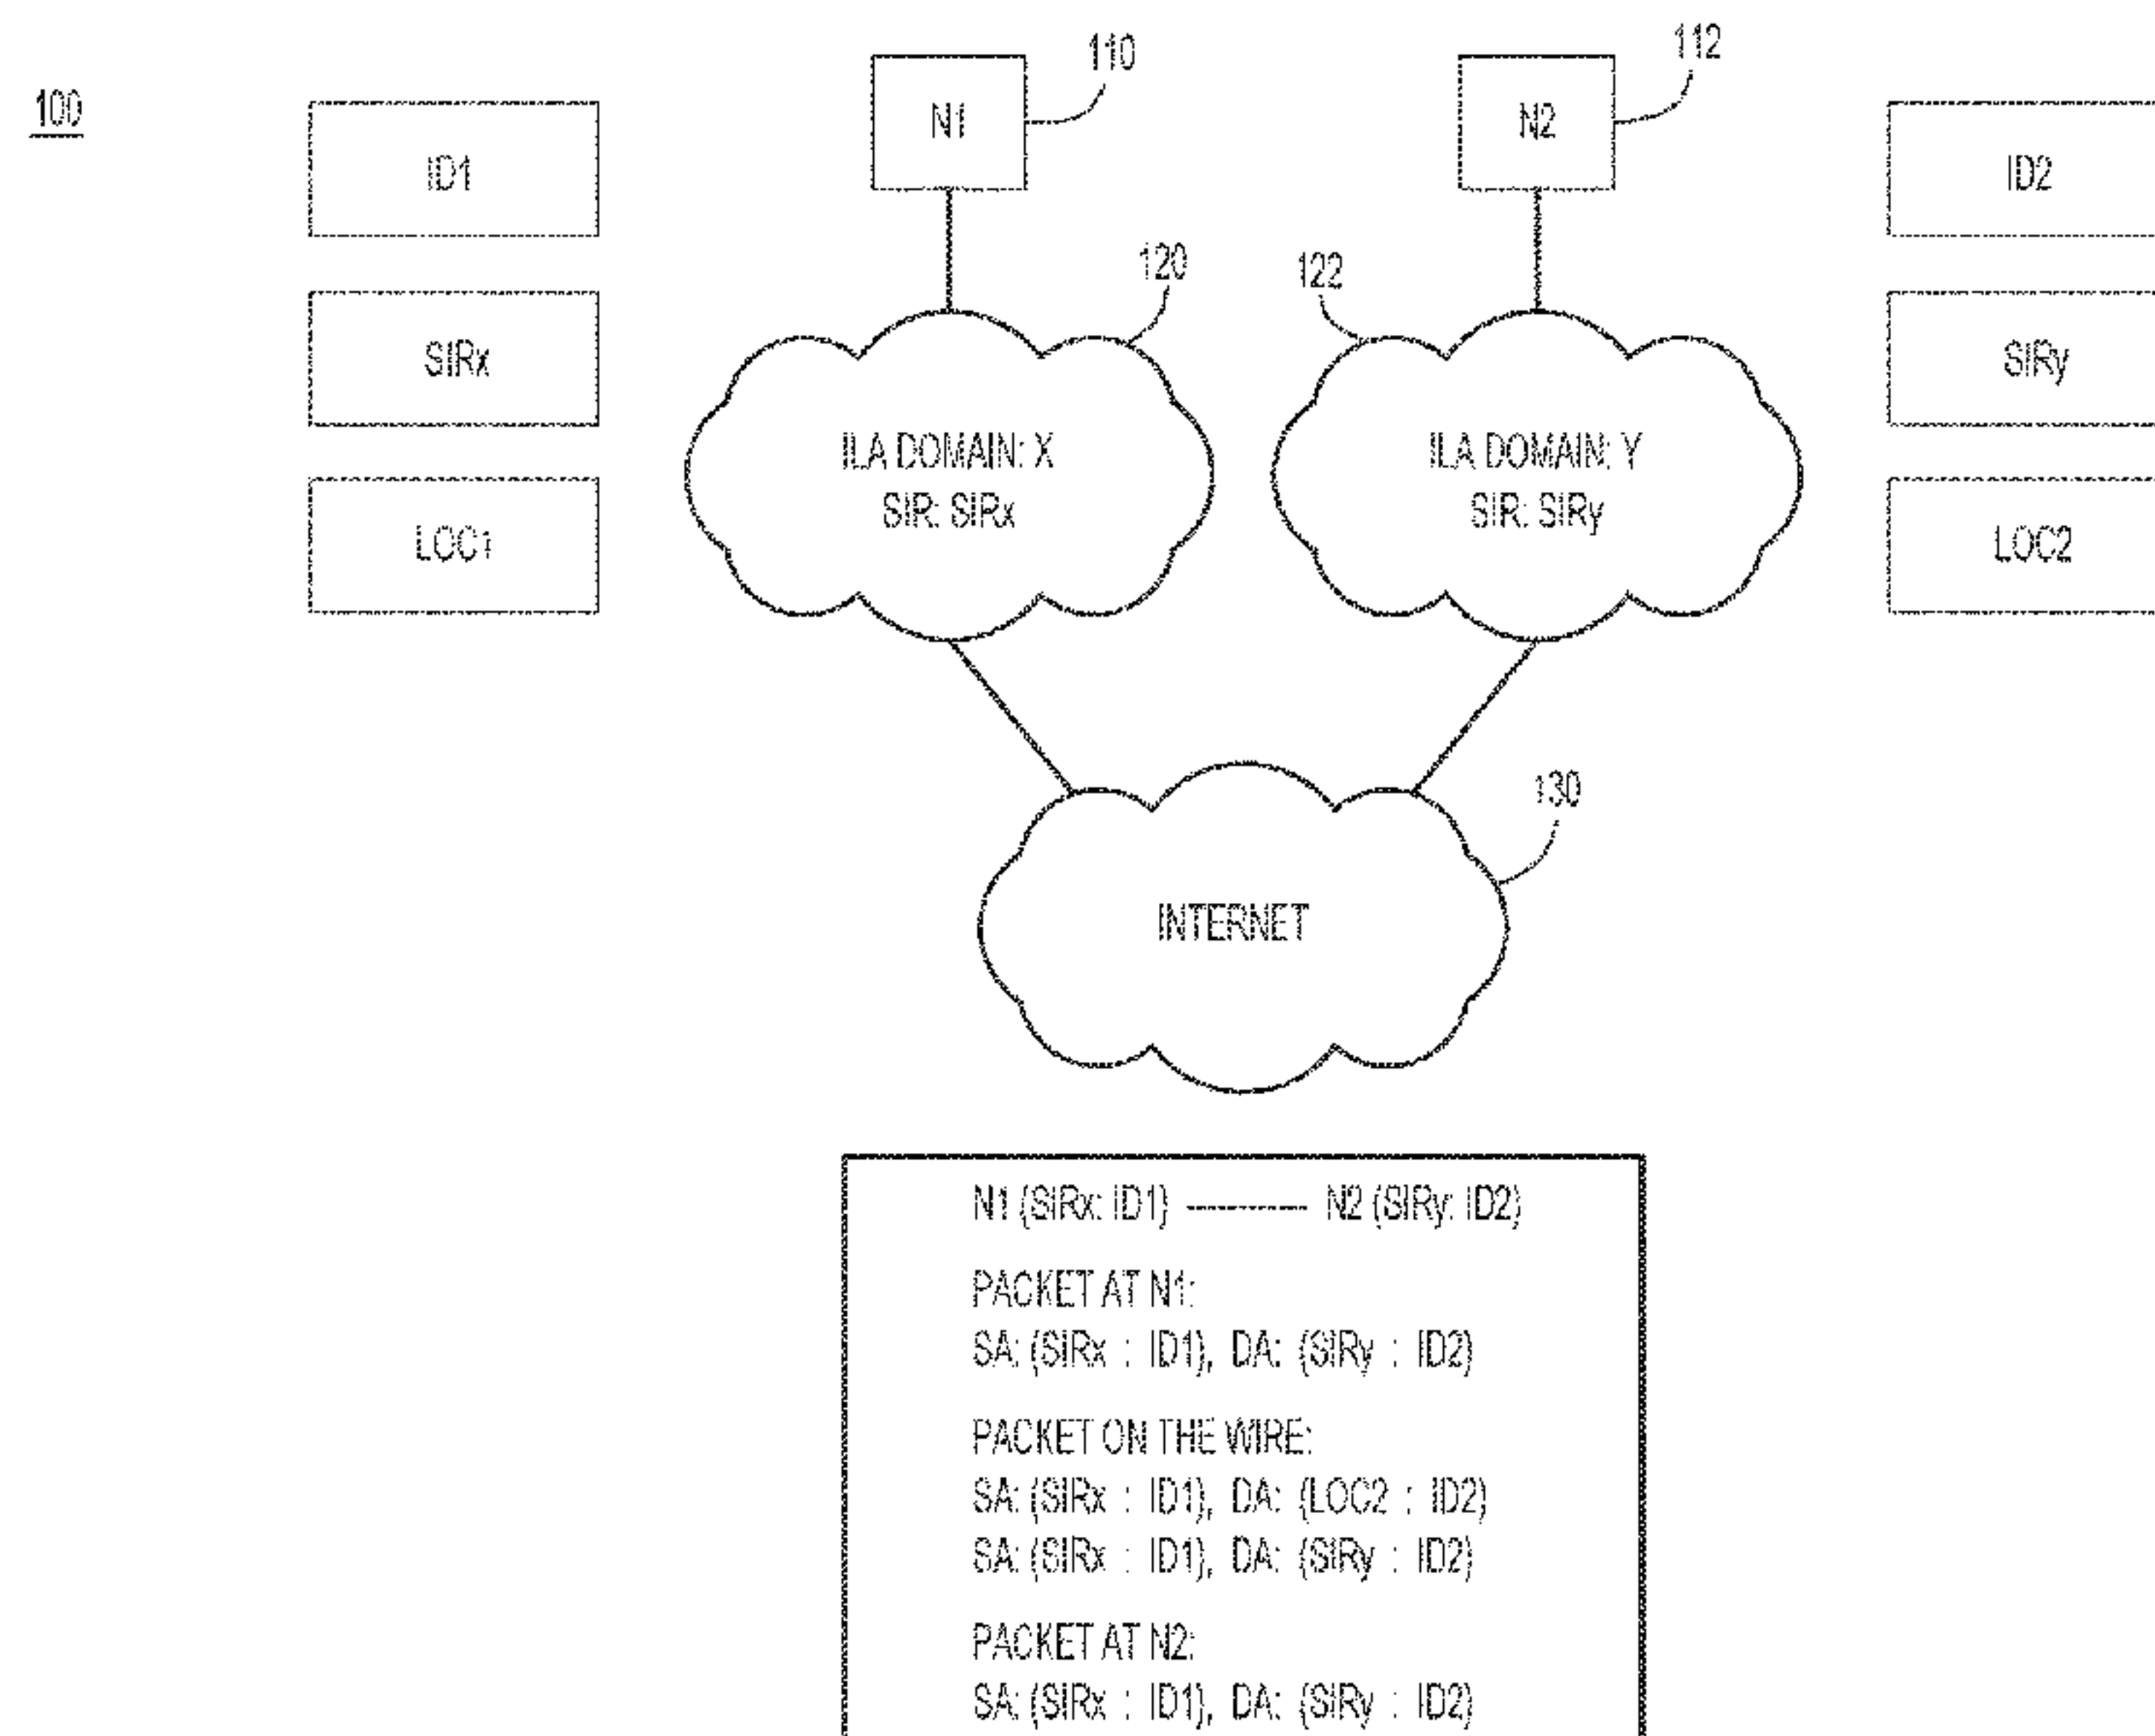 100
110
112
N1
N2
ID1
ID2
120
122
SIRx
SIRy
ILA DOMAIN: X
SIR: SIRx
ILA DOMAIN: Y
SIR: SIRy
LOC1
LOC2
130
INTERNET
N1 (SIRx: ID1) ---------- N2 (SIRy: ID2)
PACKET AT N1:
SA: (SIRx : ID1), DA: (SIRy : ID2)
PACKET ON THE WIRE:
SA: (SIRx : ID1), DA: (LOC2 : ID2)
SA: (SIRx : ID1), DA: (SIRy : ID2)
PACKET AT N2:
SA: (SIRx : ID1), DA: (SIRy : ID2)